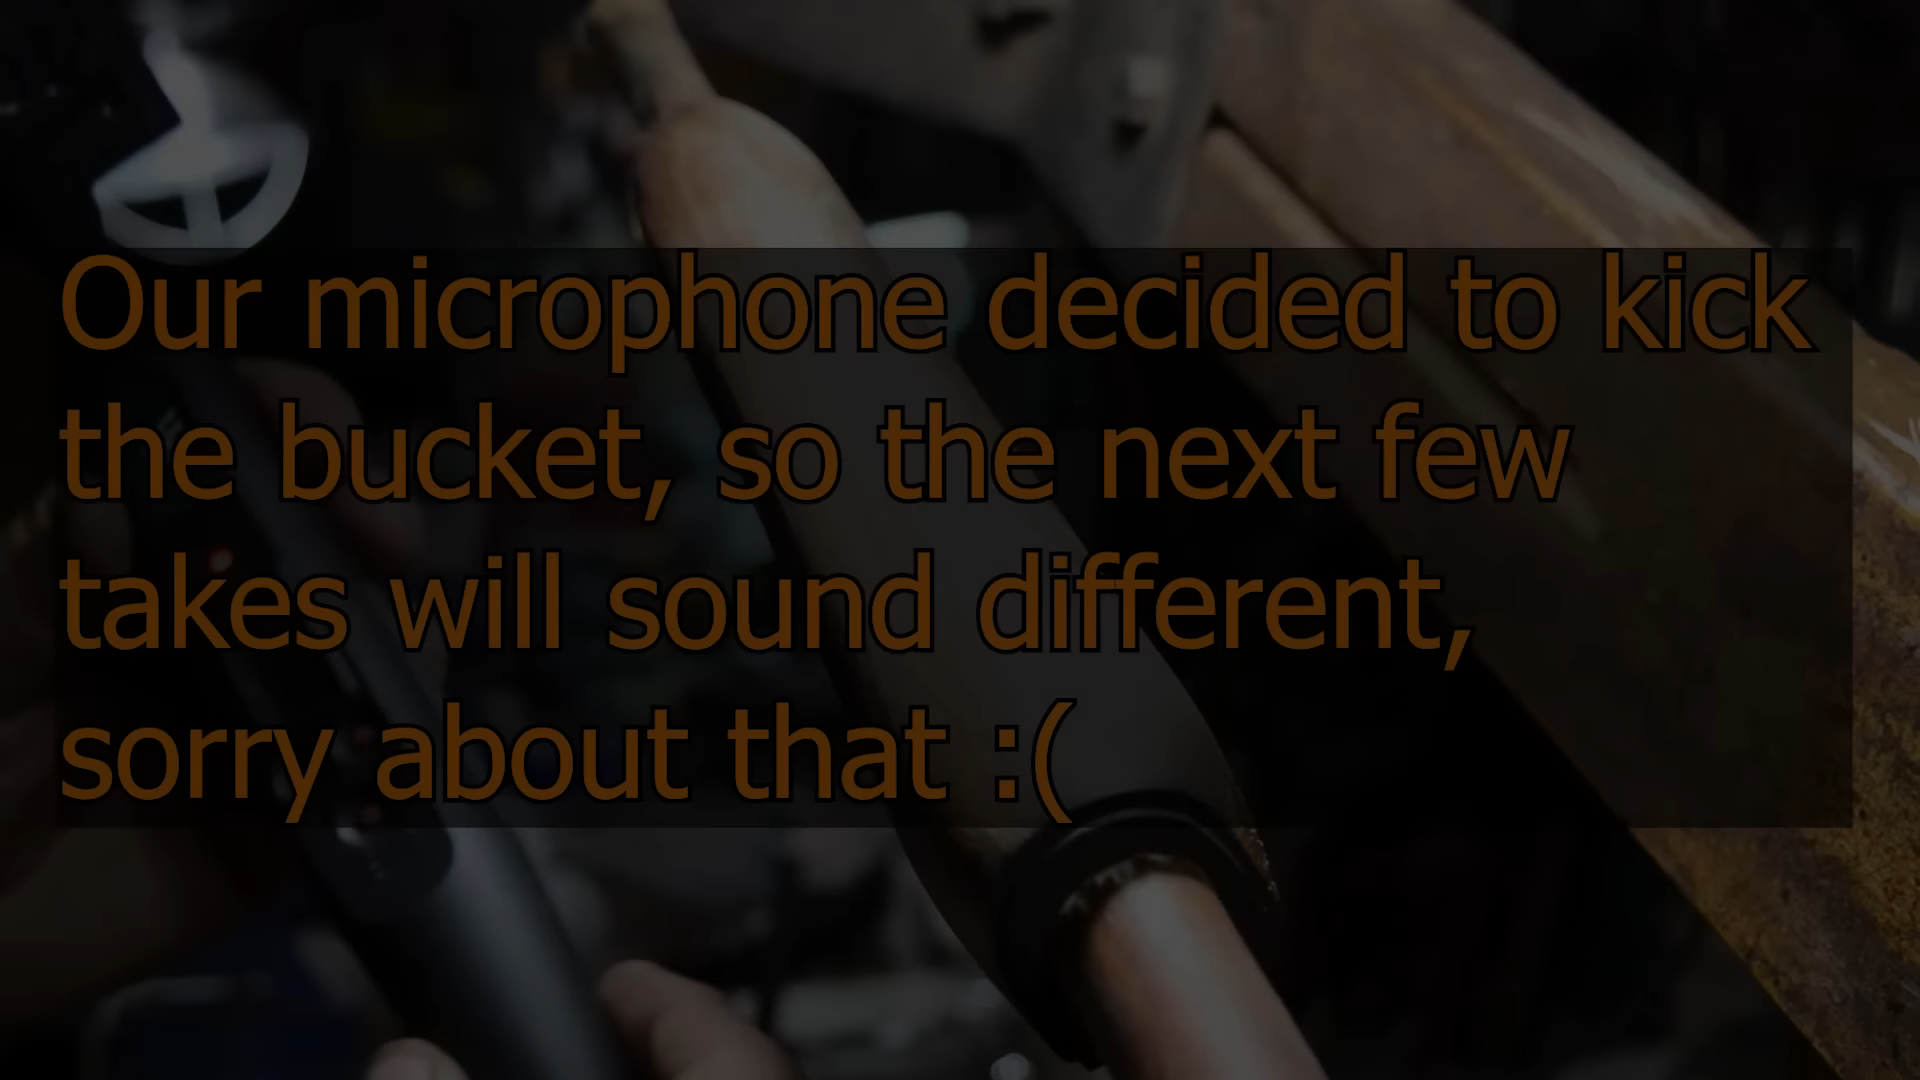 Our microphone decided to kick
the bucket, so the next few
takes will sound different,
sorry about that :(